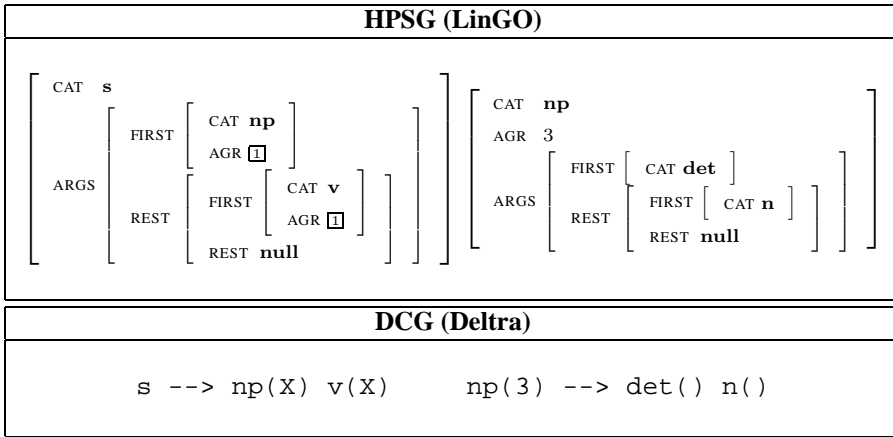 HPSG (LinGO)
CAT s
FIRST CAT np
AGR 1
ARGS
REST FIRST CAT v
AGR 1
REST null
CAT np
AGR 3
ARGS FIRST CAT det
REST FIRST CAT n
REST null
DCG (Deltra)
s --> np(X) v(X) np(3) --> det() n()